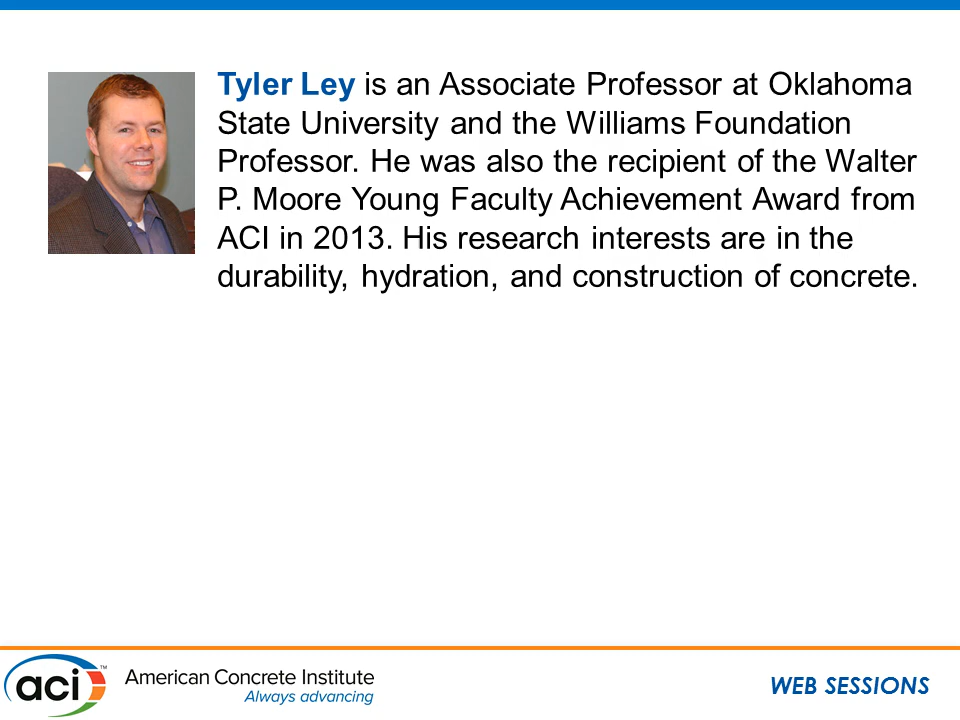 Tyler Ley is an Associate Professor at Oklahoma
State University and the Williams Foundation
Professor. He was also the recipient of the Walter
P. Moore Young Faculty Achievement Award from
ACI in 2013. His research interests are in the
durability, hydration, and construction of concrete.
aci™
American Concrete Institute
Always advancing
WEB SESSIONS